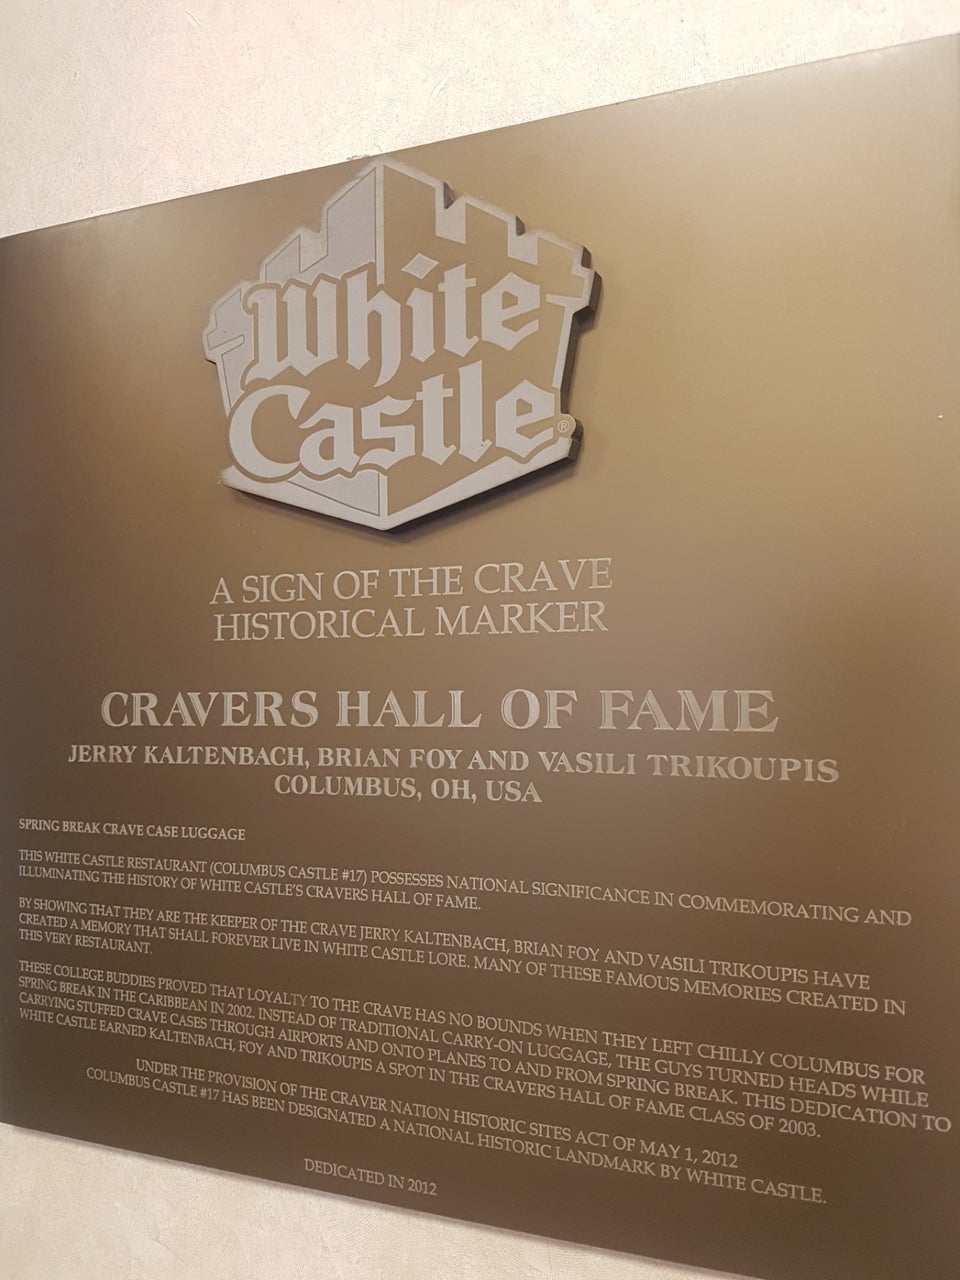 White
Castle®
A SIGN OF THE CRAVE
HISTORICAL MARKER
CRAVERS HALL OF FAME
JERRY KALTENBACH, BRIAN FOY AND VASILI TRIKOUPIS
COLUMBUS, OH, USA
SPRING BREAK CRAVE CASE LUGGAGE
THIS WHITE CASTLE RESTAURANT (COLUMBUS CASTLE #17) POSSESSES NATIONAL SIGNIFICANCE IN COMMEMORATING AND
ILLUMINATING THE HISTORY OF WHITE CASTLE'S CRAVERS HALL OF FAME.
BY SHOWING THAT THEY ARE THE KEEPER OF THE CRAVE JERRY KALTENBACH, BRIAN FOY AND VASILI TRIKOUPIS HAVE
CREATED A MEMORY THAT SHALL FOREVER LIVE IN WHITE CASTLE LORE. MANY OF THESE FAMOUS MEMORIES CREATED IN
THIS VERY RESTAURANT.
THESE COLLEGE BUDDIES PROVED THAT LOYALTY TO THE CRAVE HAS NO BOUNDS WHEN THEY LEFT CHILLY COLUMBUS FOR
SPRING BREAK IN THE CARIBBEAN IN 2002. INSTEAD OF TRADITIONAL CARRY-ON LUGGAGE, THE GUYS TURNED HEADS WHILE
CARRYING STUFFED CRAVE CASES THROUGH AIRPORTS AND ONTO PLANES TO AND FROM SPRING BREAK. THIS DEDICATION TO
WHITE CASTLE EARNED KALTENBACH, FOY AND TRIKOUPIS A SPOT IN THE CRAVERS HALL OF FAME CLASS OF 2003.
UNDER THE PROVISION OF THE CRAVER NATION HISTORIC SITES ACT OF MAY 1, 2012
COLUMBUS CASTLE #17 HAS BEEN DESIGNATED A NATIONAL HISTORIC LANDMARK BY WHITE CASTLE.
DEDICATED IN 2012